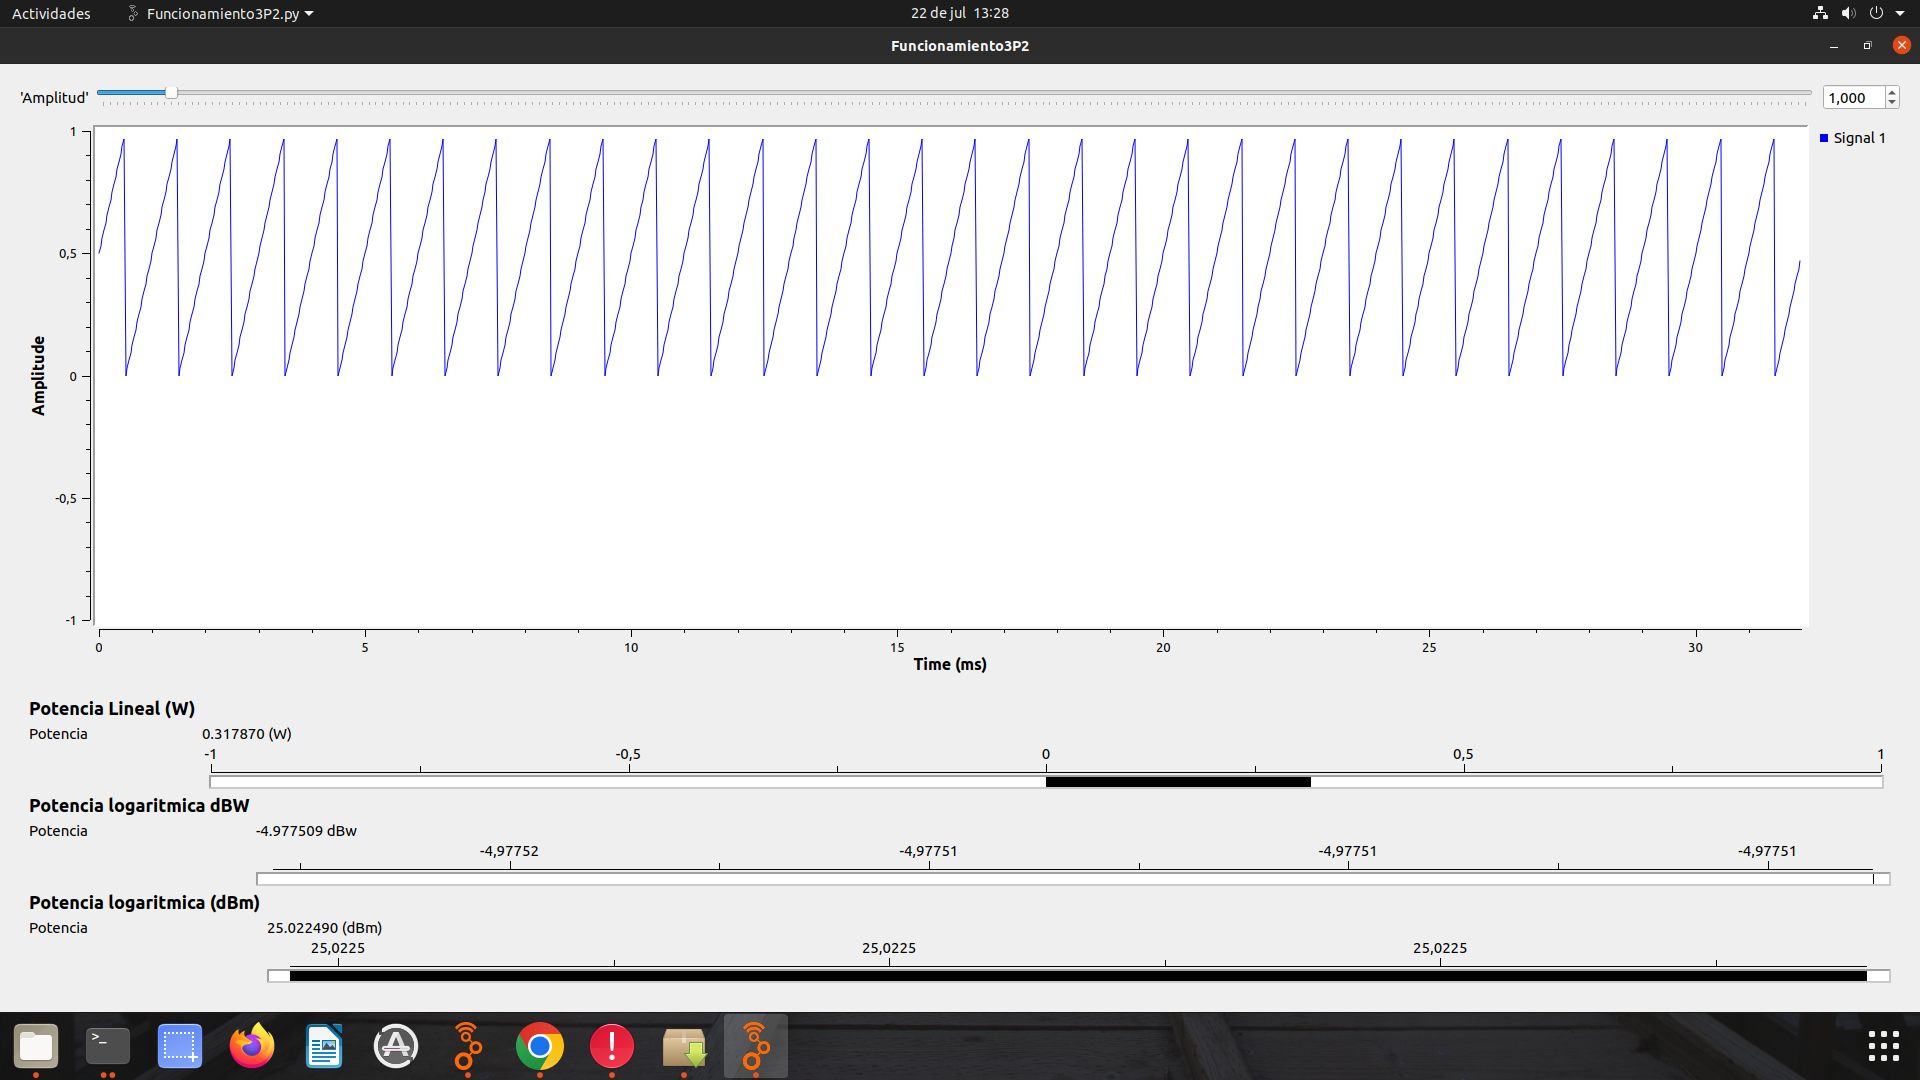 Actividades Funcionamiento3P2.py 22 de jul 13:28
Funcionamiento3P2
'Amplitud' 1,000
Signal 1
1
0,5
0
-0,5
-1
Amplitude
0 5 10 15 20 25 30
Time (ms)
Potencia Lineal (W)
Potencia 0.317870 (W)
-1 -0,5 0 0,5 1
Potencia logaritmica dBW
Potencia -4.977509 dBw
-4,97752 -4,97751 -4,97751 -4,97751
Potencia logaritmica (dBm)
Potencia 25.022490 (dBm)
25,0225 25,0225 25,0225